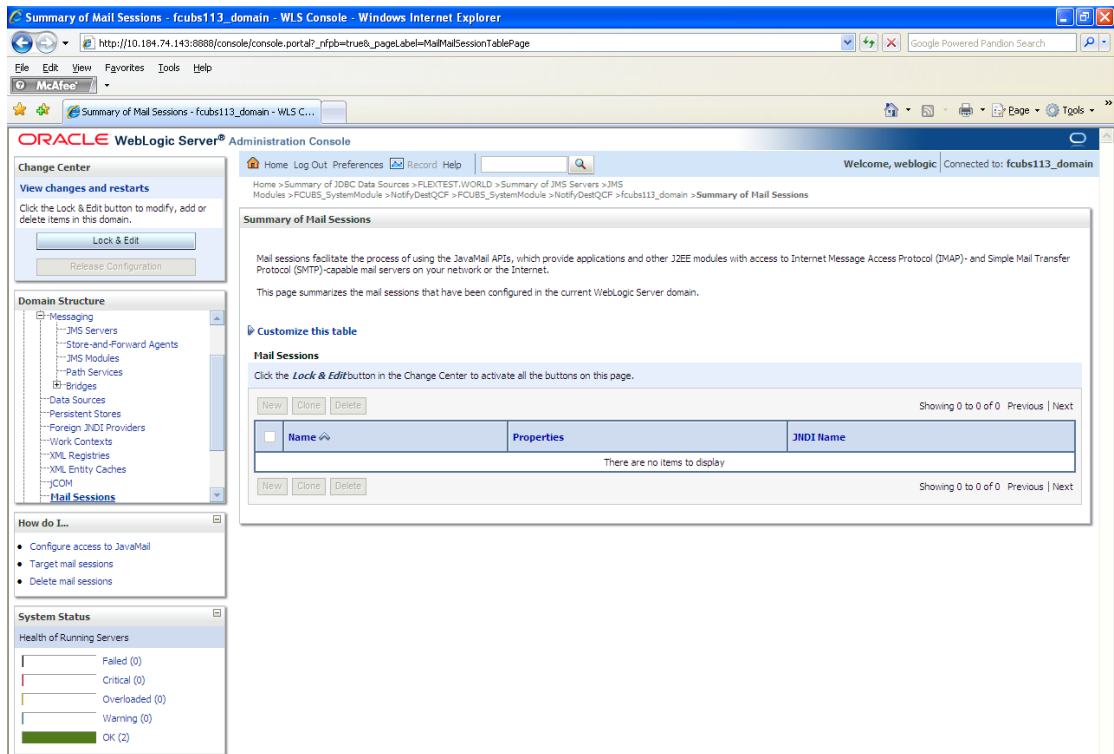 Summary of Mail Sessions - fcubs113_domain - WLS Console - Windows Internet Explorer
http://10.184.74.143:8888/console/console.portal?_nfpb=true&_pageLabel=MailMailSessionTablePage
Google Powered Pandion Search
File Edit View Favorites Tools Help
McAfee
Summary of Mail Sessions - fcubs113_domain - WLS C...
Page Tools
ORACLE WebLogic Server® Administration Console
Change Center
View changes and restarts
Click the Lock & Edit button to modify, add or
delete items in this domain.
Lock & Edit
Release Configuration
Domain Structure
Messaging
JMS Servers
Store-and-Forward Agents
JMS Modules
Path Services
Bridges
Data Sources
Persistent Stores
Foreign JNDI Providers
Work Contexts
XML Registries
XML Entity Caches
jCOM
Mail Sessions
How do I...
Configure access to JavaMail
Target mail sessions
Delete mail sessions
System Status
Health of Running Servers
Failed (0)
Critical (0)
Overloaded (0)
Warning (0)
OK (2)
Home Log Out Preferences Record Help
Welcome, weblogic Connected to: fcubs113_domain
Home >Summary of JDBC Data Sources >FLEXTEST.WORLD >Summary of JMS Servers >JMS
Modules >FCUBS_SystemModule >NotifyDestQCF >FCUBS_SystemModule >NotifyDestQCF >fcubs113_domain >Summary of Mail Sessions
Summary of Mail Sessions
Mail sessions facilitate the process of using the JavaMail APIs, which provide applications and other J2EE modules with access to Internet Message Access Protocol (IMAP)- and Simple Mail Transfer
Protocol (SMTP)-capable mail servers on your network or the Internet.
This page summarizes the mail sessions that have been configured in the current WebLogic Server domain.
Customize this table
Mail Sessions
Click the Lock & Edit button in the Change Center to activate all the buttons on this page.
New Clone Delete
Showing 0 to 0 of 0 Previous | Next
Name Properties JNDI Name
There are no items to display
New Clone Delete
Showing 0 to 0 of 0 Previous | Next